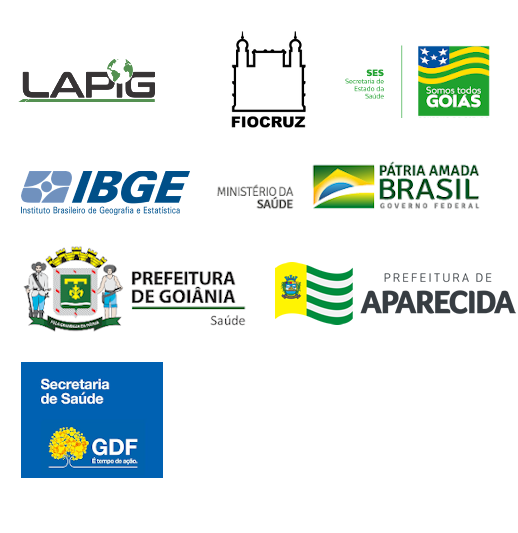 LAPiG
FIOCRUZ
SES
Secretaria de
Estado da
Saúde
Somos todos
GOIÁS
IBGE
Instituto Brasileiro de Geografia e Estatística
MINISTÉRIO DA
SAÚDE
PÁTRIA AMADA
BRASIL
GOVERNO FEDERAL
PREFEITURA
DE GOIÂNIA
Saúde
PREFEITURA DE
APARECIDA
Secretaria
de Saúde
GDF
É tempo de ação.